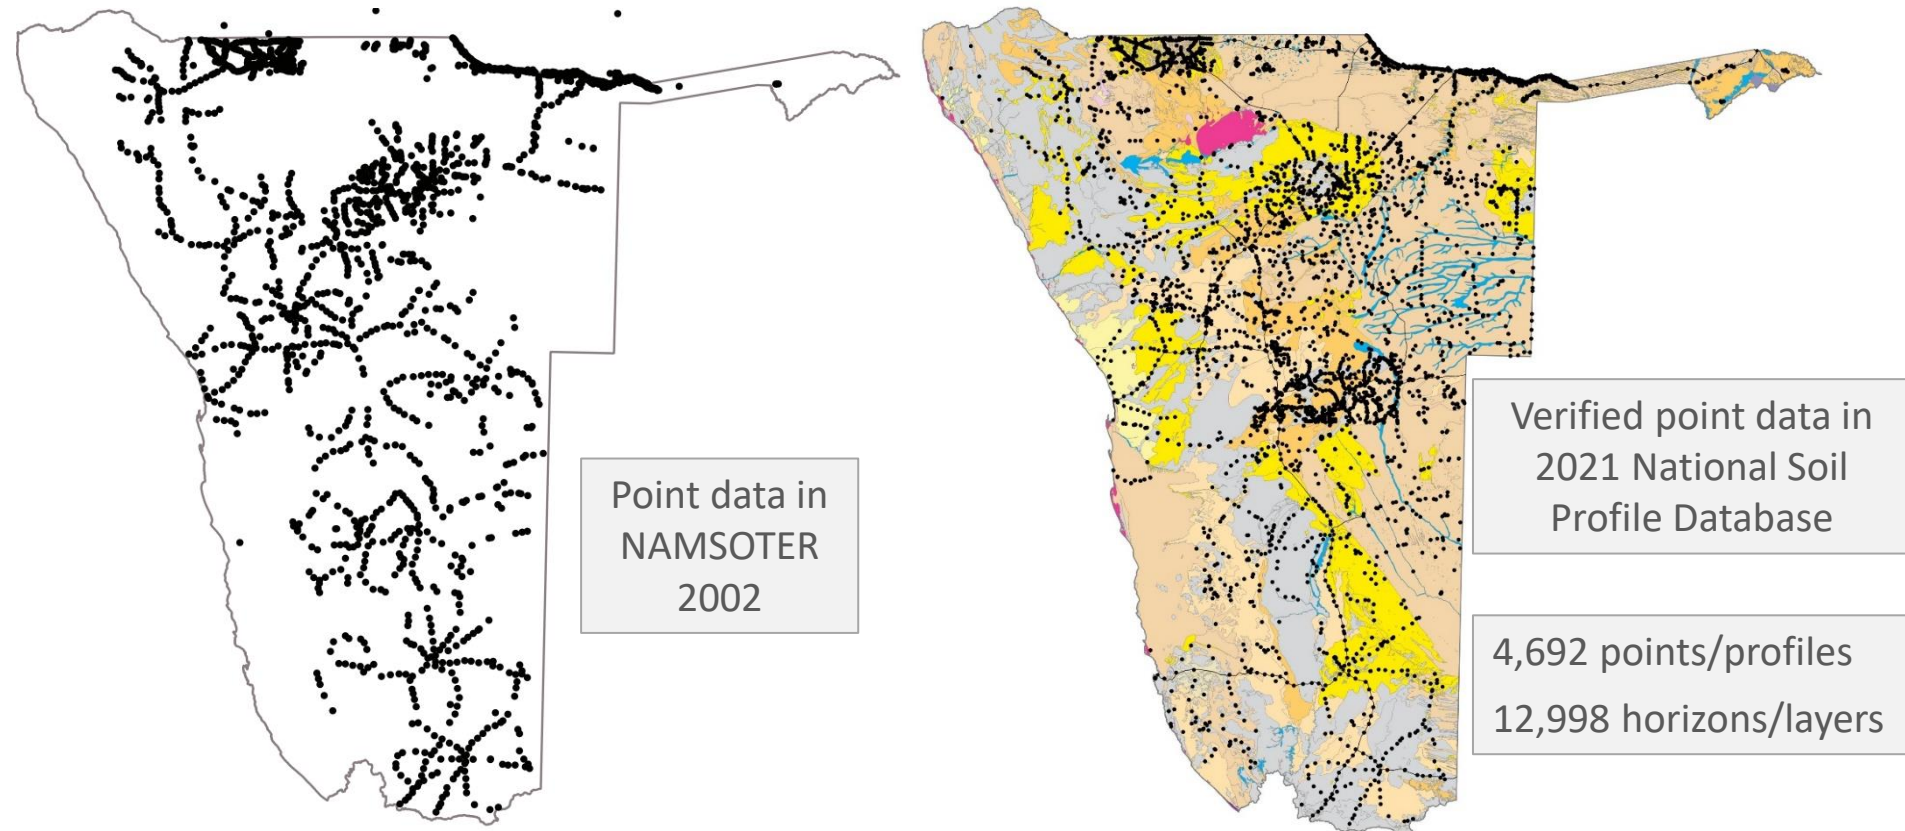 Point data in
NAMSOTER
2002
Verified point data in
2021 National Soil
Profile Database
4,692 points/profiles
12,998 horizons/layers